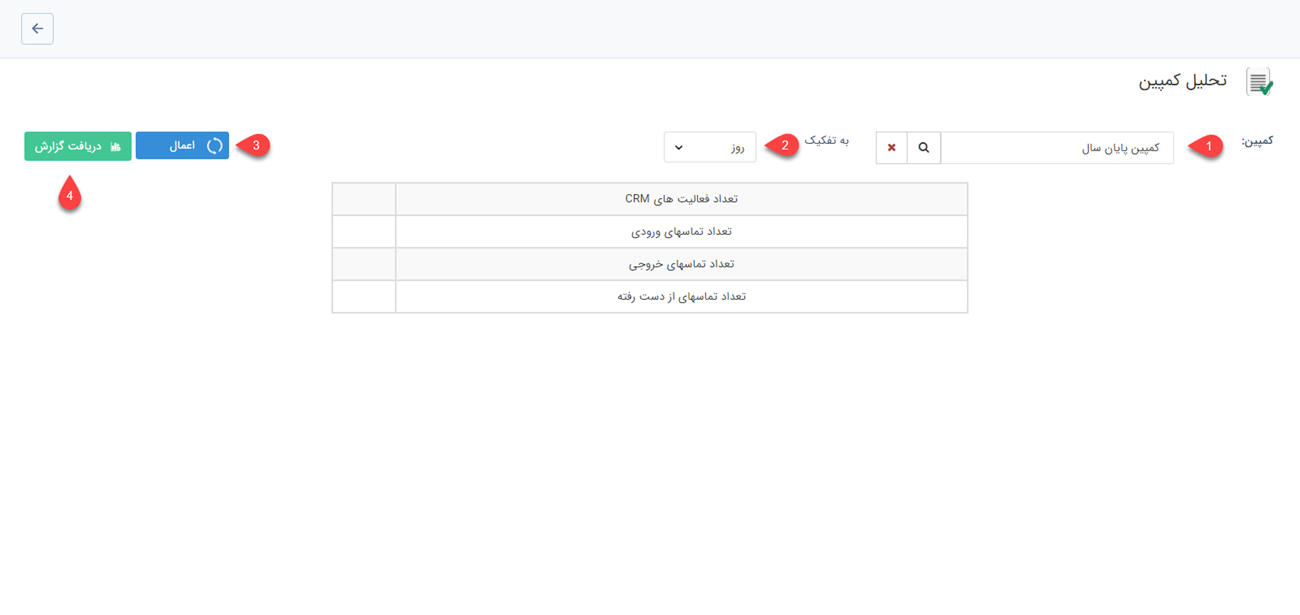 تحلیل کمپین
کمپین:
1
کمپین پایان سال
به تفکیک
2
روز
3
اعمال
دریافت گزارش
4
تعداد فعالیت های CRM
تعداد تماسهای ورودی
تعداد تماسهای خروجی
تعداد تماسهای از دست رفته